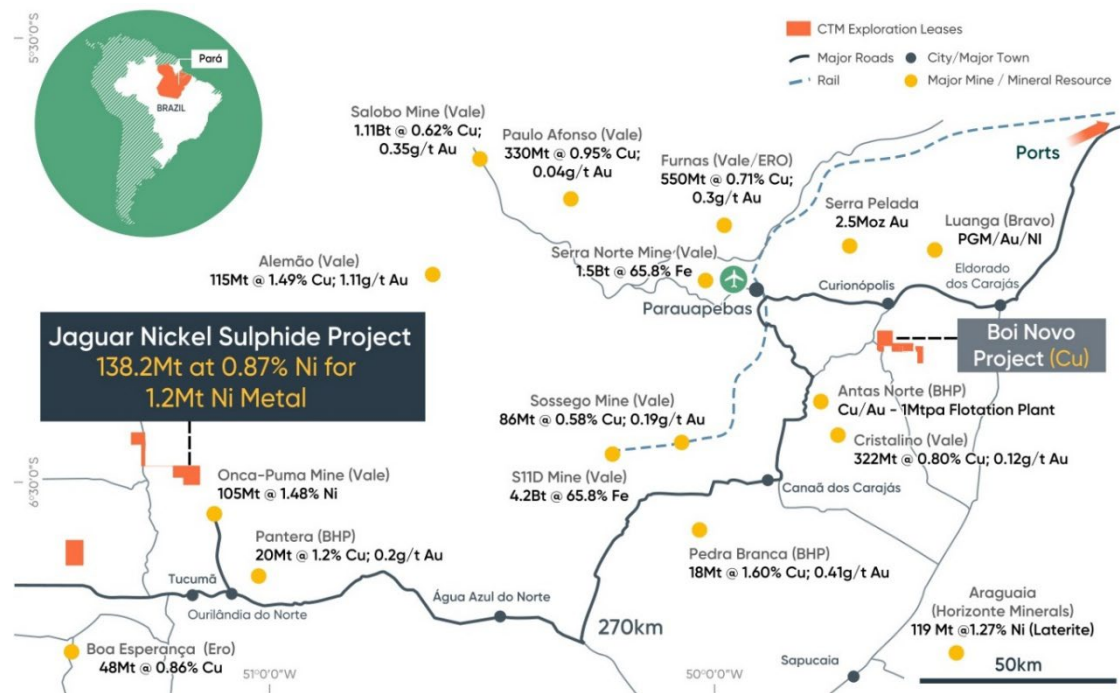 5°30'0"S
Pará
BRAZIL
CTM Exploration Leases
Major Roads
City/Major Town
Rail
Major Mine / Mineral Resource
Salobo Mine (Vale)
1.11Bt @ 0.62% Cu;
0.35g/t Au
Paulo Afonso (Vale)
330Mt @ 0.95% Cu;
0.04g/t Au
Furnas (Vale/ERO)
550Mt @ 0.71% Cu;
0.3g/t Au
Ports
Serra Pelada
2.5Moz Au
Luanga (Bravo)
PGM/Au/NI
Alemão (Vale)
115Mt @ 1.49% Cu; 1.11g/t Au
Serra Norte Mine (Vale)
1.5Bt @ 65.8% Fe
Parauapebas
Curionópolis
Eldorado
dos Carajás
Jaguar Nickel Sulphide Project
138.2Mt at 0.87% Ni for
1.2Mt Ni Metal
Boi Novo
Project (Cu)
Sossego Mine (Vale)
86Mt @ 0.58% Cu; 0.19g/t Au
Antas Norte (BHP)
Cu/Au - 1Mtpa Flotation Plant
Cristalino (Vale)
322Mt @ 0.80% Cu; 0.12g/t Au
6°30'0"S
Onca-Puma Mine (Vale)
105Mt @ 1.48% Ni
S11D Mine (Vale)
4.2Bt @ 65.8% Fe
Canaã dos Carajás
Pantera (BHP)
20Mt @ 1.2% Cu; 0.2g/t Au
Pedra Branca (BHP)
18Mt @ 1.60% Cu; 0.41g/t Au
Tucumã
Ourilândia do Norte
Água Azul do Norte
270km
Araguaia
(Horizonte Minerals)
119 Mt @1.27% Ni (Laterite)
Boa Esperança (Ero)
48Mt @ 0.86% Cu
51°0'0"W
50°0'0"W
Sapucaia
50km